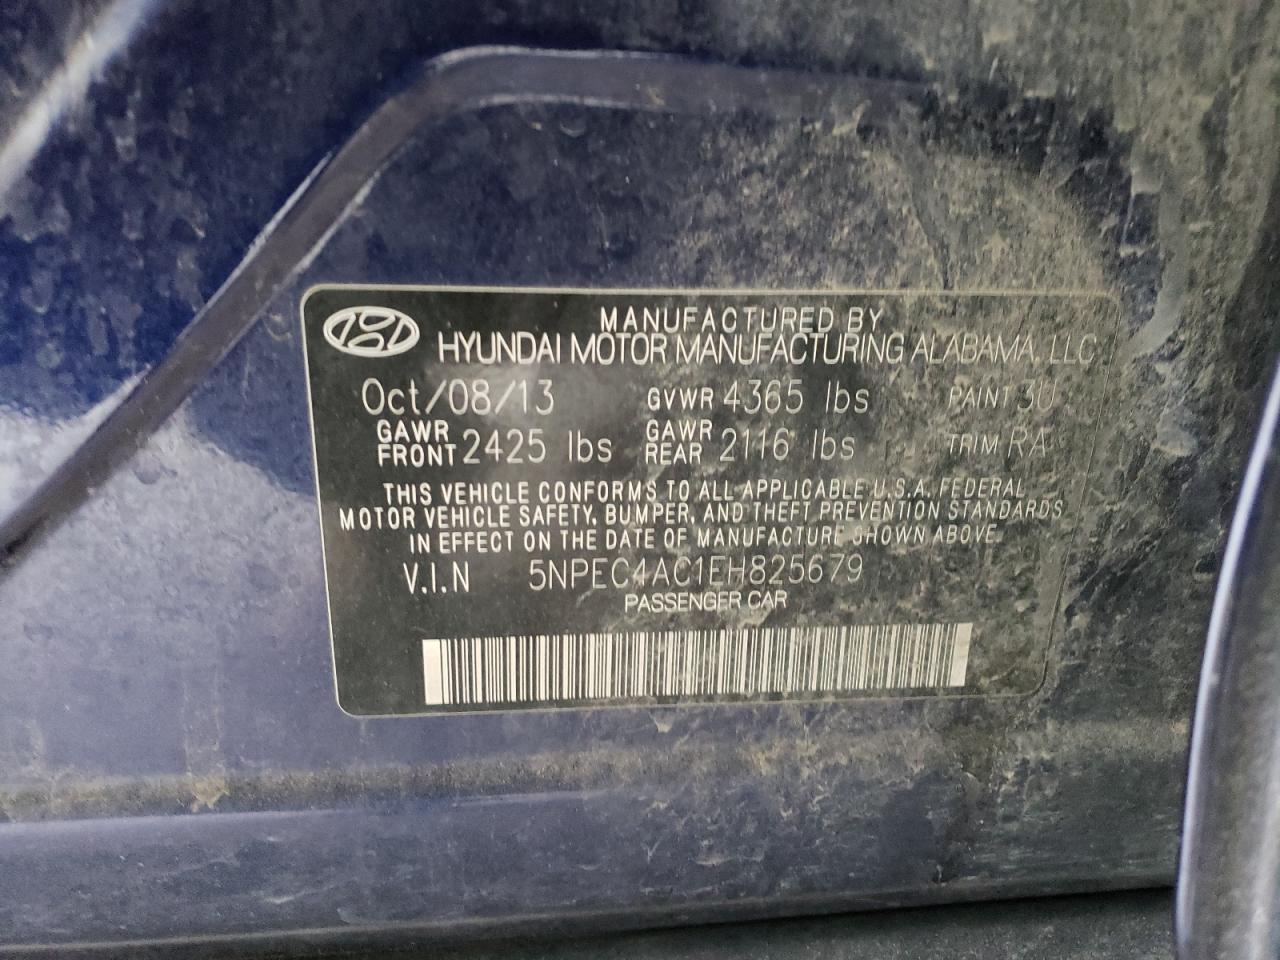 MANUFACTURED BY
HYUNDAI MOTOR MANUFACTURING ALABAMA, LLC
Oct/08/13 GVWR 4365 lbs PAINT 3U
GAWR FRONT 2425 lbs GAWR REAR 2116 lbs TRIM RA
THIS VEHICLE CONFORMS TO ALL APPLICABLE U.S.A. FEDERAL
MOTOR VEHICLE SAFETY, BUMPER, AND THEFT PREVENTION STANDARDS
IN EFFECT ON THE DATE OF MANUFACTURE SHOWN ABOVE.
V.I.N 5NPEC4AC1EH825679
PASSENGER CAR